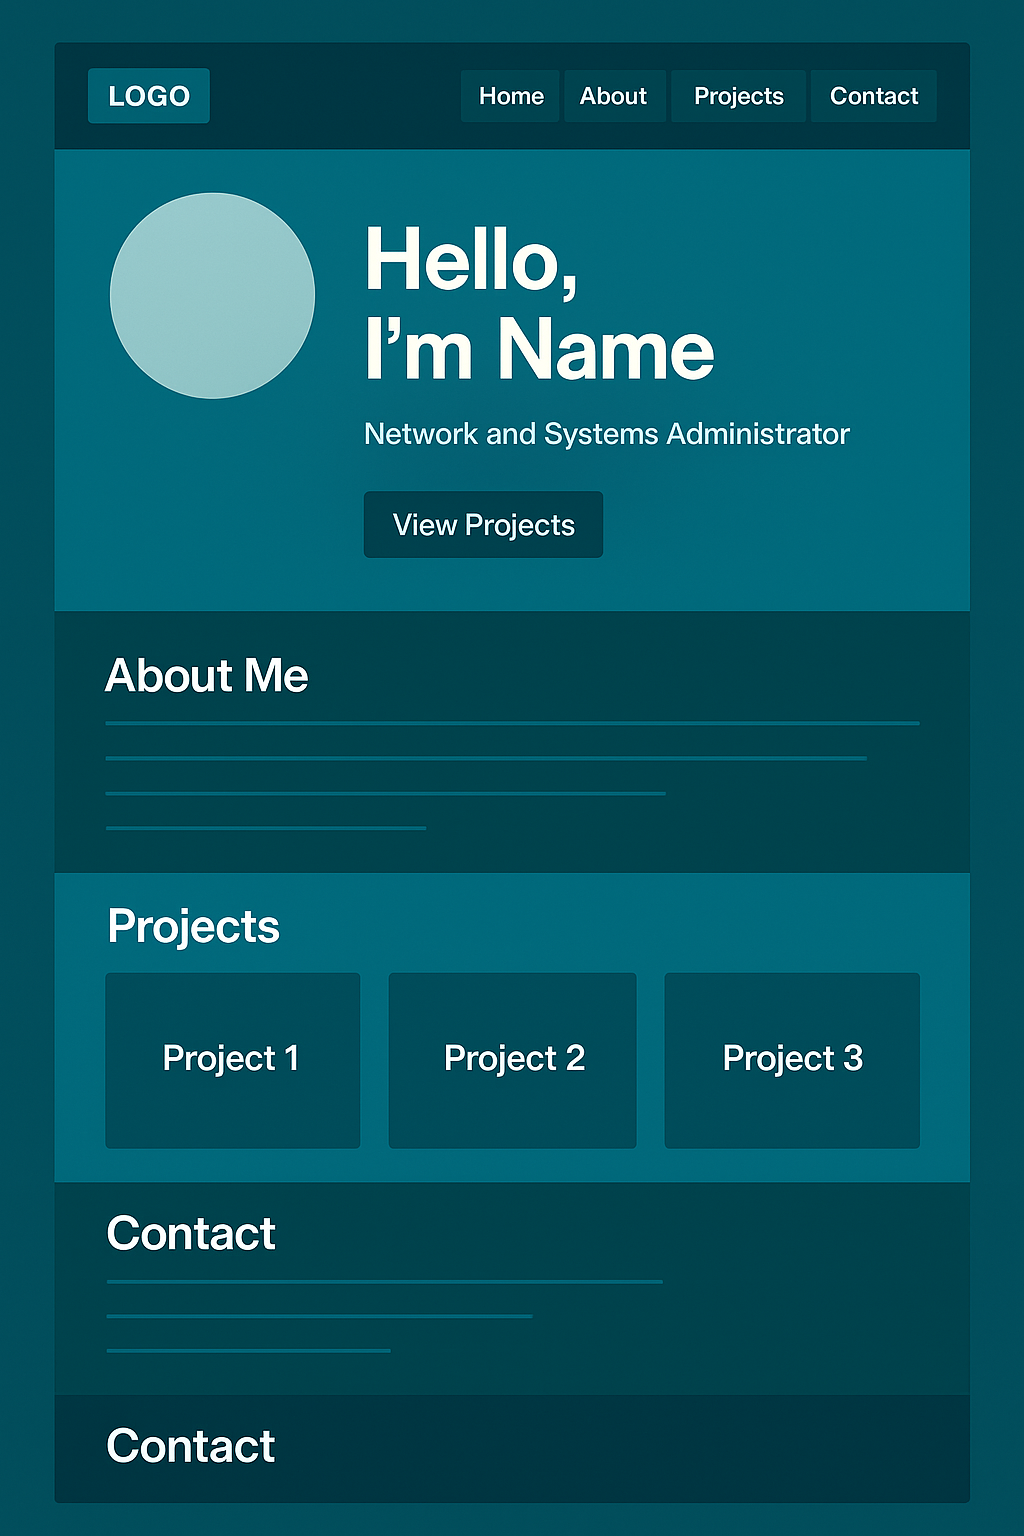 LOGO
Home About Projects Contact
Hello,
I’m Name
Network and Systems Administrator
View Projects
About Me
Projects
Project 1 Project 2 Project 3
Contact
Contact